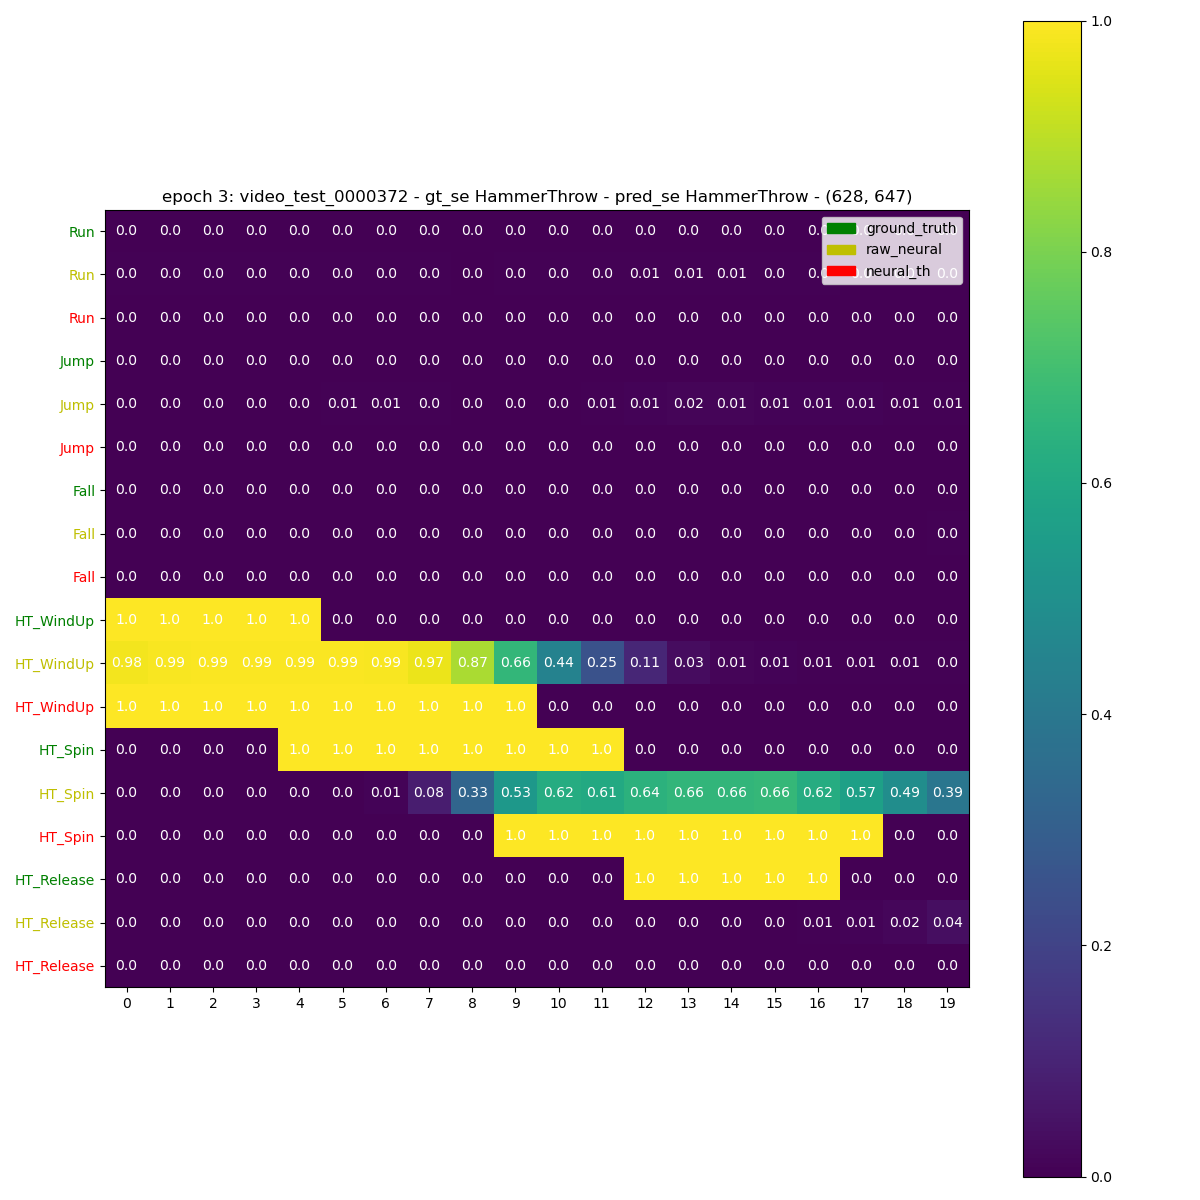 epoch 3: video_test_0000372 - gt_se HammerThrow - pred_se HammerThrow - (628, 647)
ground_truth
raw_neural
neural_th
Run 0.0 0.0 0.0 0.0 0.0 0.0 0.0 0.0 0.0 0.0 0.0 0.0 0.0 0.0 0.0 0.0
Run 0.0 0.0 0.0 0.0 0.0 0.0 0.0 0.0 0.0 0.0 0.0 0.0 0.01 0.01 0.01 0.0 0.0
Run 0.0 0.0 0.0 0.0 0.0 0.0 0.0 0.0 0.0 0.0 0.0 0.0 0.0 0.0 0.0 0.0 0.0 0.0 0.0 0.0
Jump 0.0 0.0 0.0 0.0 0.0 0.0 0.0 0.0 0.0 0.0 0.0 0.0 0.0 0.0 0.0 0.0 0.0 0.0 0.0 0.0
Jump 0.0 0.0 0.0 0.0 0.0 0.01 0.01 0.0 0.0 0.0 0.0 0.01 0.01 0.02 0.01 0.01 0.01 0.01 0.01 0.01
Jump 0.0 0.0 0.0 0.0 0.0 0.0 0.0 0.0 0.0 0.0 0.0 0.0 0.0 0.0 0.0 0.0 0.0 0.0 0.0 0.0
Fall 0.0 0.0 0.0 0.0 0.0 0.0 0.0 0.0 0.0 0.0 0.0 0.0 0.0 0.0 0.0 0.0 0.0 0.0 0.0 0.0
Fall 0.0 0.0 0.0 0.0 0.0 0.0 0.0 0.0 0.0 0.0 0.0 0.0 0.0 0.0 0.0 0.0 0.0 0.0 0.0 0.0
Fall 0.0 0.0 0.0 0.0 0.0 0.0 0.0 0.0 0.0 0.0 0.0 0.0 0.0 0.0 0.0 0.0 0.0 0.0 0.0 0.0
HT_WindUp 1.0 1.0 1.0 1.0 1.0 0.0 0.0 0.0 0.0 0.0 0.0 0.0 0.0 0.0 0.0 0.0 0.0 0.0 0.0 0.0
HT_WindUp 0.98 0.99 0.99 0.99 0.99 0.99 0.99 0.97 0.87 0.66 0.44 0.25 0.11 0.03 0.01 0.01 0.01 0.01 0.01 0.0
HT_WindUp 1.0 1.0 1.0 1.0 1.0 1.0 1.0 1.0 1.0 1.0 0.0 0.0 0.0 0.0 0.0 0.0 0.0 0.0 0.0 0.0
HT_Spin 0.0 0.0 0.0 0.0 1.0 1.0 1.0 1.0 1.0 1.0 1.0 1.0 0.0 0.0 0.0 0.0 0.0 0.0 0.0 0.0
HT_Spin 0.0 0.0 0.0 0.0 0.0 0.0 0.01 0.08 0.33 0.53 0.62 0.61 0.64 0.66 0.66 0.66 0.62 0.57 0.49 0.39
HT_Spin 0.0 0.0 0.0 0.0 0.0 0.0 0.0 0.0 0.0 1.0 1.0 1.0 1.0 1.0 1.0 1.0 1.0 1.0 0.0 0.0
HT_Release 0.0 0.0 0.0 0.0 0.0 0.0 0.0 0.0 0.0 0.0 0.0 0.0 1.0 1.0 1.0 1.0 1.0 0.0 0.0 0.0
HT_Release 0.0 0.0 0.0 0.0 0.0 0.0 0.0 0.0 0.0 0.0 0.0 0.0 0.0 0.0 0.0 0.0 0.01 0.01 0.02 0.04
HT_Release 0.0 0.0 0.0 0.0 0.0 0.0 0.0 0.0 0.0 0.0 0.0 0.0 0.0 0.0 0.0 0.0 0.0 0.0 0.0 0.0
0 1 2 3 4 5 6 7 8 9 10 11 12 13 14 15 16 17 18 19
1.0
0.8
0.6
0.4
0.2
0.0